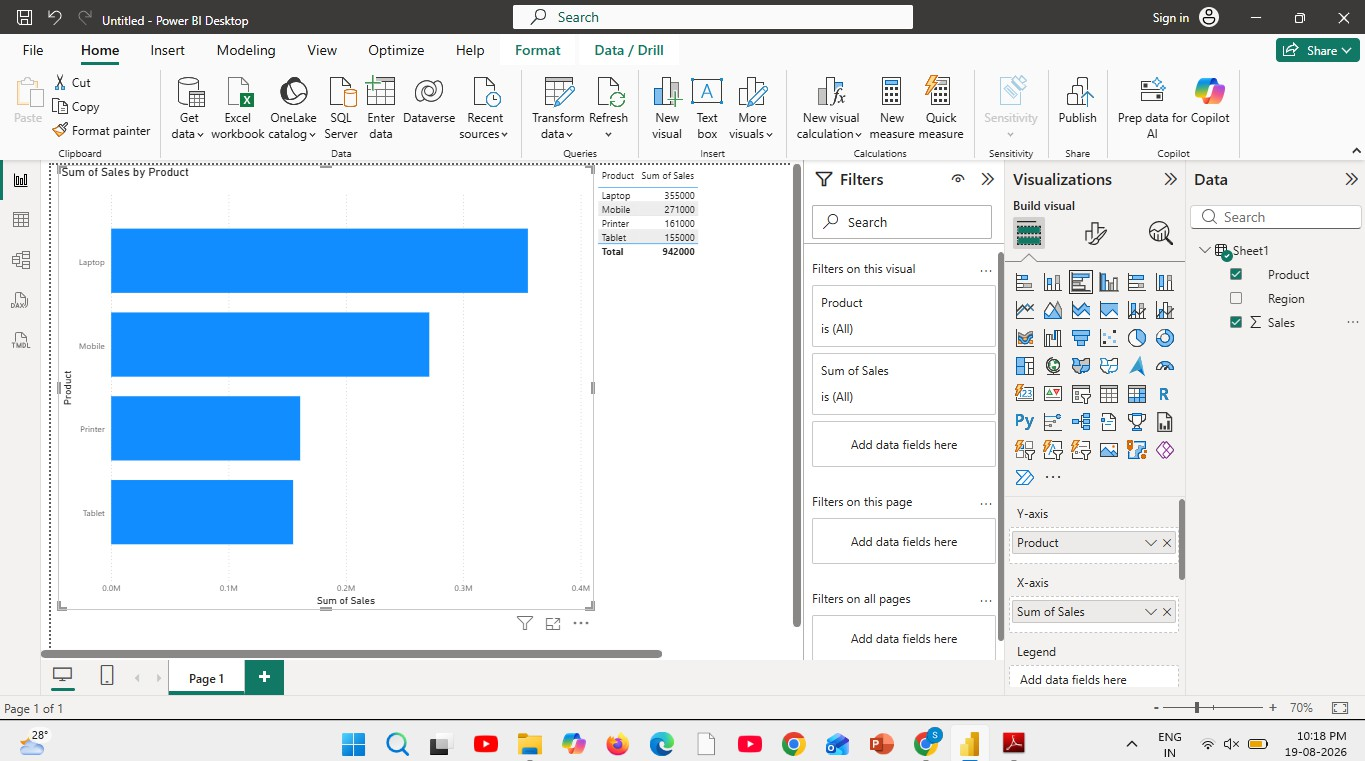 Untitled - Power BI Desktop
Search
Sign in
File Home Insert Modeling View Optimize Help Format Data / Drill
Share
Paste
Cut
Copy
Format painter
Clipboard
Get data
Excel workbook
OneLake catalog
SQL Server
Enter data
Dataverse
Recent sources
Data
Transform data
Refresh
Queries
New visual
Text box
More visuals
Insert
New visual calculation
New measure
Quick measure
Calculations
Sensitivity
Sensitivity
Publish
Share
Prep data for AI
Copilot
Copilot
DAX
TMDL
Sum of Sales by Product
Product
Laptop
Mobile
Printer
Tablet
0.0M 0.1M 0.2M 0.3M 0.4M
Sum of Sales
Product Sum of Sales
Laptop 355000
Mobile 271000
Printer 161000
Tablet 155000
Total 942000
Filters
Search
Filters on this visual
Product
is (All)
Sum of Sales
is (All)
Add data fields here
Filters on this page
Add data fields here
Filters on all pages
Add data fields here
Visualizations
Build visual
123
R
Py
Y-axis
Product
X-axis
Sum of Sales
Legend
Add data fields here
Data
Search
Sheet1
Product
Region
Σ Sales
Page 1
Page 1 of 1
- + 70%
28°
S
ENG
IN
10:18 PM
19-08-2026